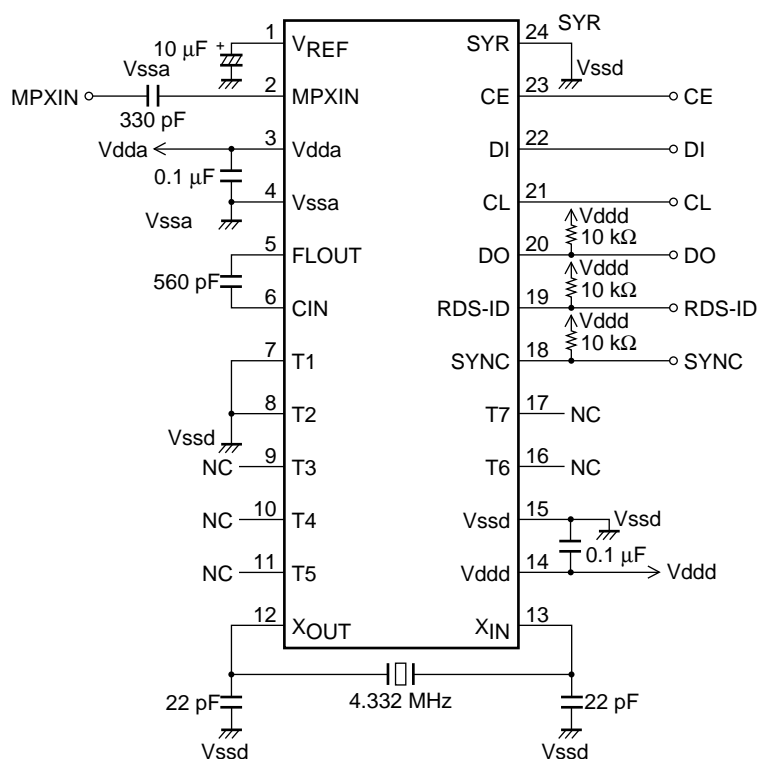 1 VREF
10 µF +
Vssa
MPXIN
330 pF
2 MPXIN
Vdda
3 Vdda
0.1 µF
4 Vssa
Vssa
5 FLOUT
560 pF
6 CIN
7 T1
8 T2
Vssd
NC 9 T3
NC 10 T4
NC 11 T5
12 XOUT
22 pF
Vssd
4.332 MHz
SYR
SYR 24
Vssd
CE 23 CE
DI 22 DI
CL 21 CL
Vddd
10 kΩ
DO 20 DO
Vddd
10 kΩ
RDS-ID 19 RDS-ID
Vddd
10 kΩ
SYNC 18 SYNC
T7 17 NC
T6 16 NC
Vssd 15
Vssd
0.1 µF
Vddd 14 Vddd
XIN 13
22 pF
Vssd